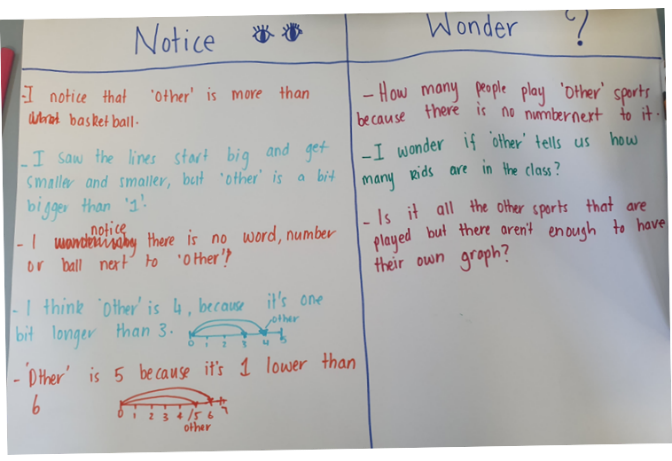 Notice
- I notice that 'other' is more than
basketball.
- I saw the lines start big and get
smaller and smaller, but 'other' is a bit
bigger than '1'.
notice
- I there is no word, number
or ball next to 'other'!
- I think 'other' is 4, because it's one
bit longer than 3.
other
0 1 2 3 4 5
- 'Other' is 5 because it's 1 lower than
6
0 1 2 3 4 5 6 7
other
Wonder ?
- How many people play 'Other' sports
because there is no number next to it.
- I wonder if 'other' tells us how
many kids are in the class?
- Is it all the other sports that are
played but there aren't enough to have
their own graph?